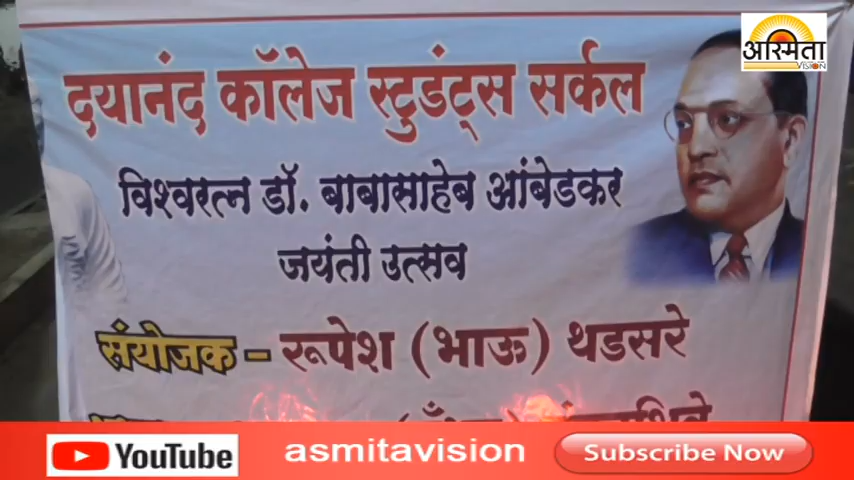 अस्मिता
VISION
दयानंद कॉलेज स्टुडंट्स सर्कल
विश्वरत्न डॉ. बाबासाहेब आंबेडकर
जयंती उत्सव
संयोजक - रूपेश (भाऊ) थडसरे
YouTube
asmitavision
Subscribe Now